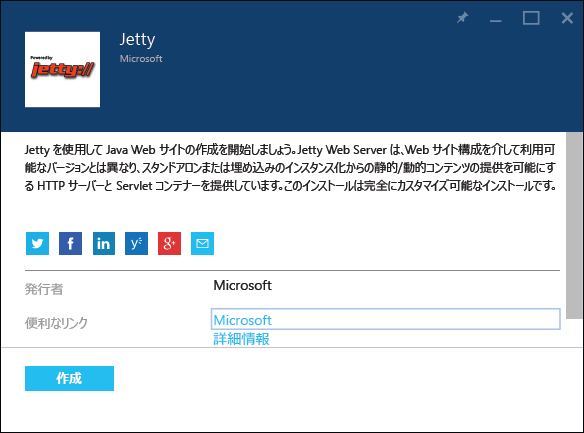 Jetty
Microsoft
Powered by
jetty://
Jetty を使用して Java Web サイトの作成を開始しましょう。Jetty Web Server は、Web サイト構成を介して利用可
能なバージョンとは異なり、スタンドアロンまたは埋め込みのインスタンス化からの静的/動的コンテンツの提供を可能にす
る HTTP サーバーと Servlet コンテナーを提供しています。このインストールは完全にカスタマイズ可能なインストールです。
発行者 Microsoft
便利なリンク Microsoft
詳細情報
作成